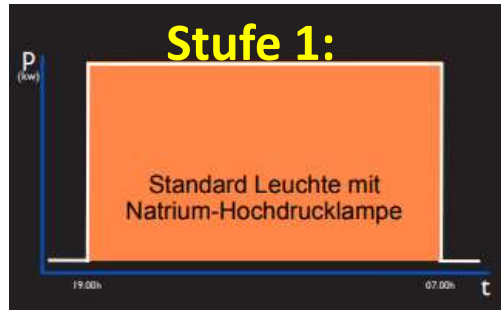 Stufe 1:
P
(kw)
Standard Leuchte mit
Natrium-Hochdrucklampe
19.00h
07.00h
t